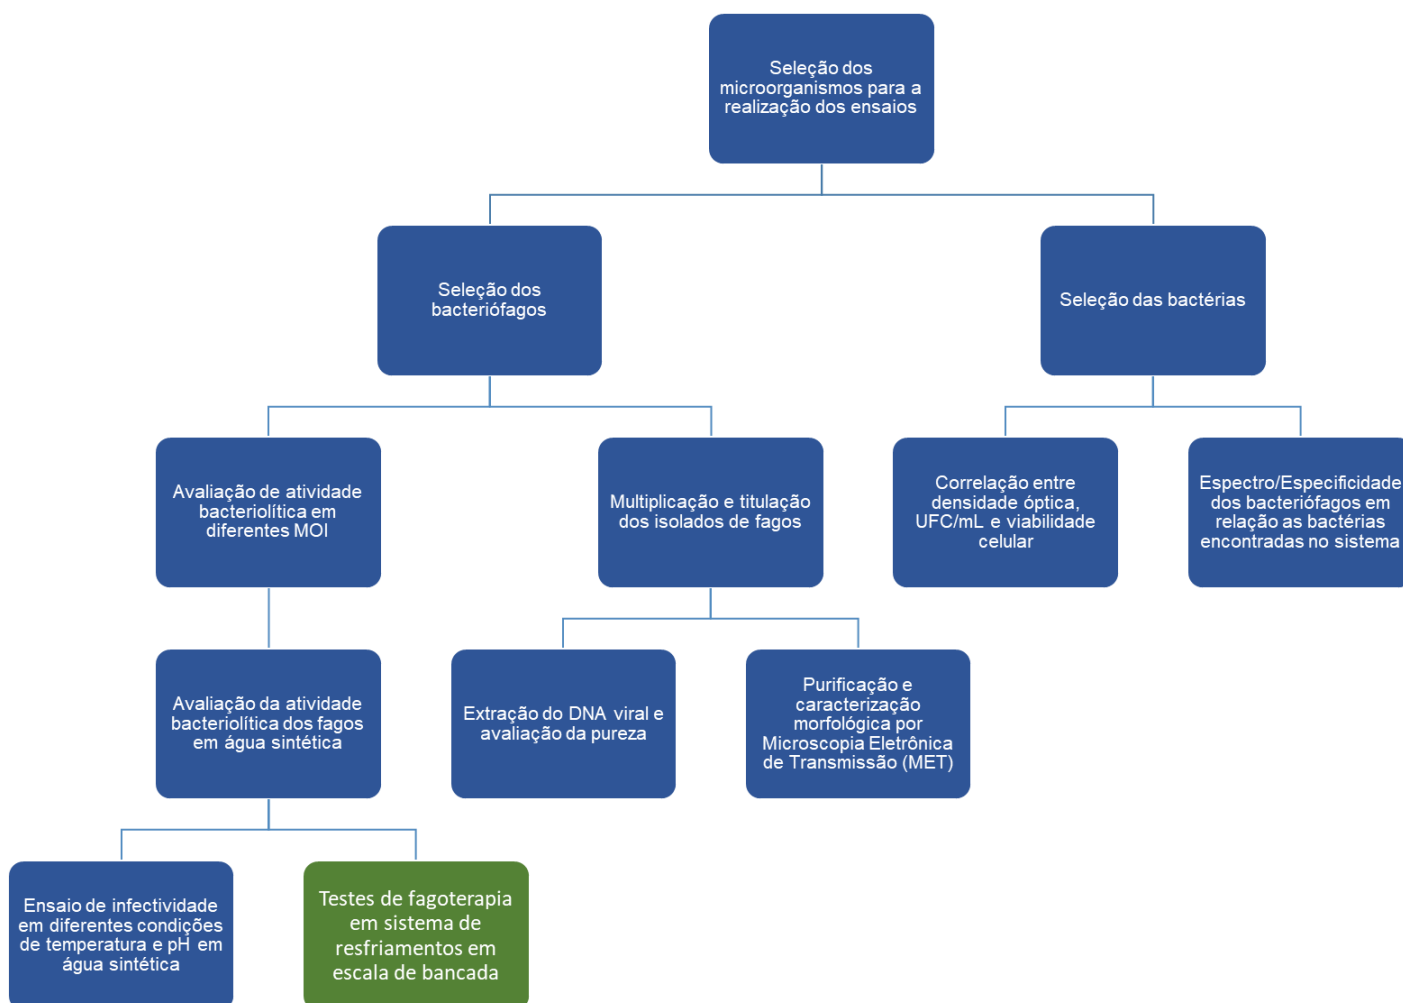 Seleção dos
microorganismos para a
realização dos ensaios
Seleção dos
bacteriófagos
Seleção das bactérias
Avaliação de atividade
bacteriolítica em
diferentes MOI
Multiplicação e titulação
dos isolados de fagos
Correlação entre
densidade óptica,
UFC/mL e viabilidade
celular
Espectro/Especificidade
dos bacteriófagos em
relação as bactérias
encontradas no sistema
Avaliação da atividade
bacteriolítica dos fagos
em água sintética
Extração do DNA viral e
avaliação da pureza
Purificação e
caracterização
morfológica por
Microscopia Eletrônica
de Transmissão (MET)
Ensaio de infectividade
em diferentes condições
de temperatura e pH em
água sintética
Testes de fagoterapia
em sistema de
resfriamentos em
escala de bancada